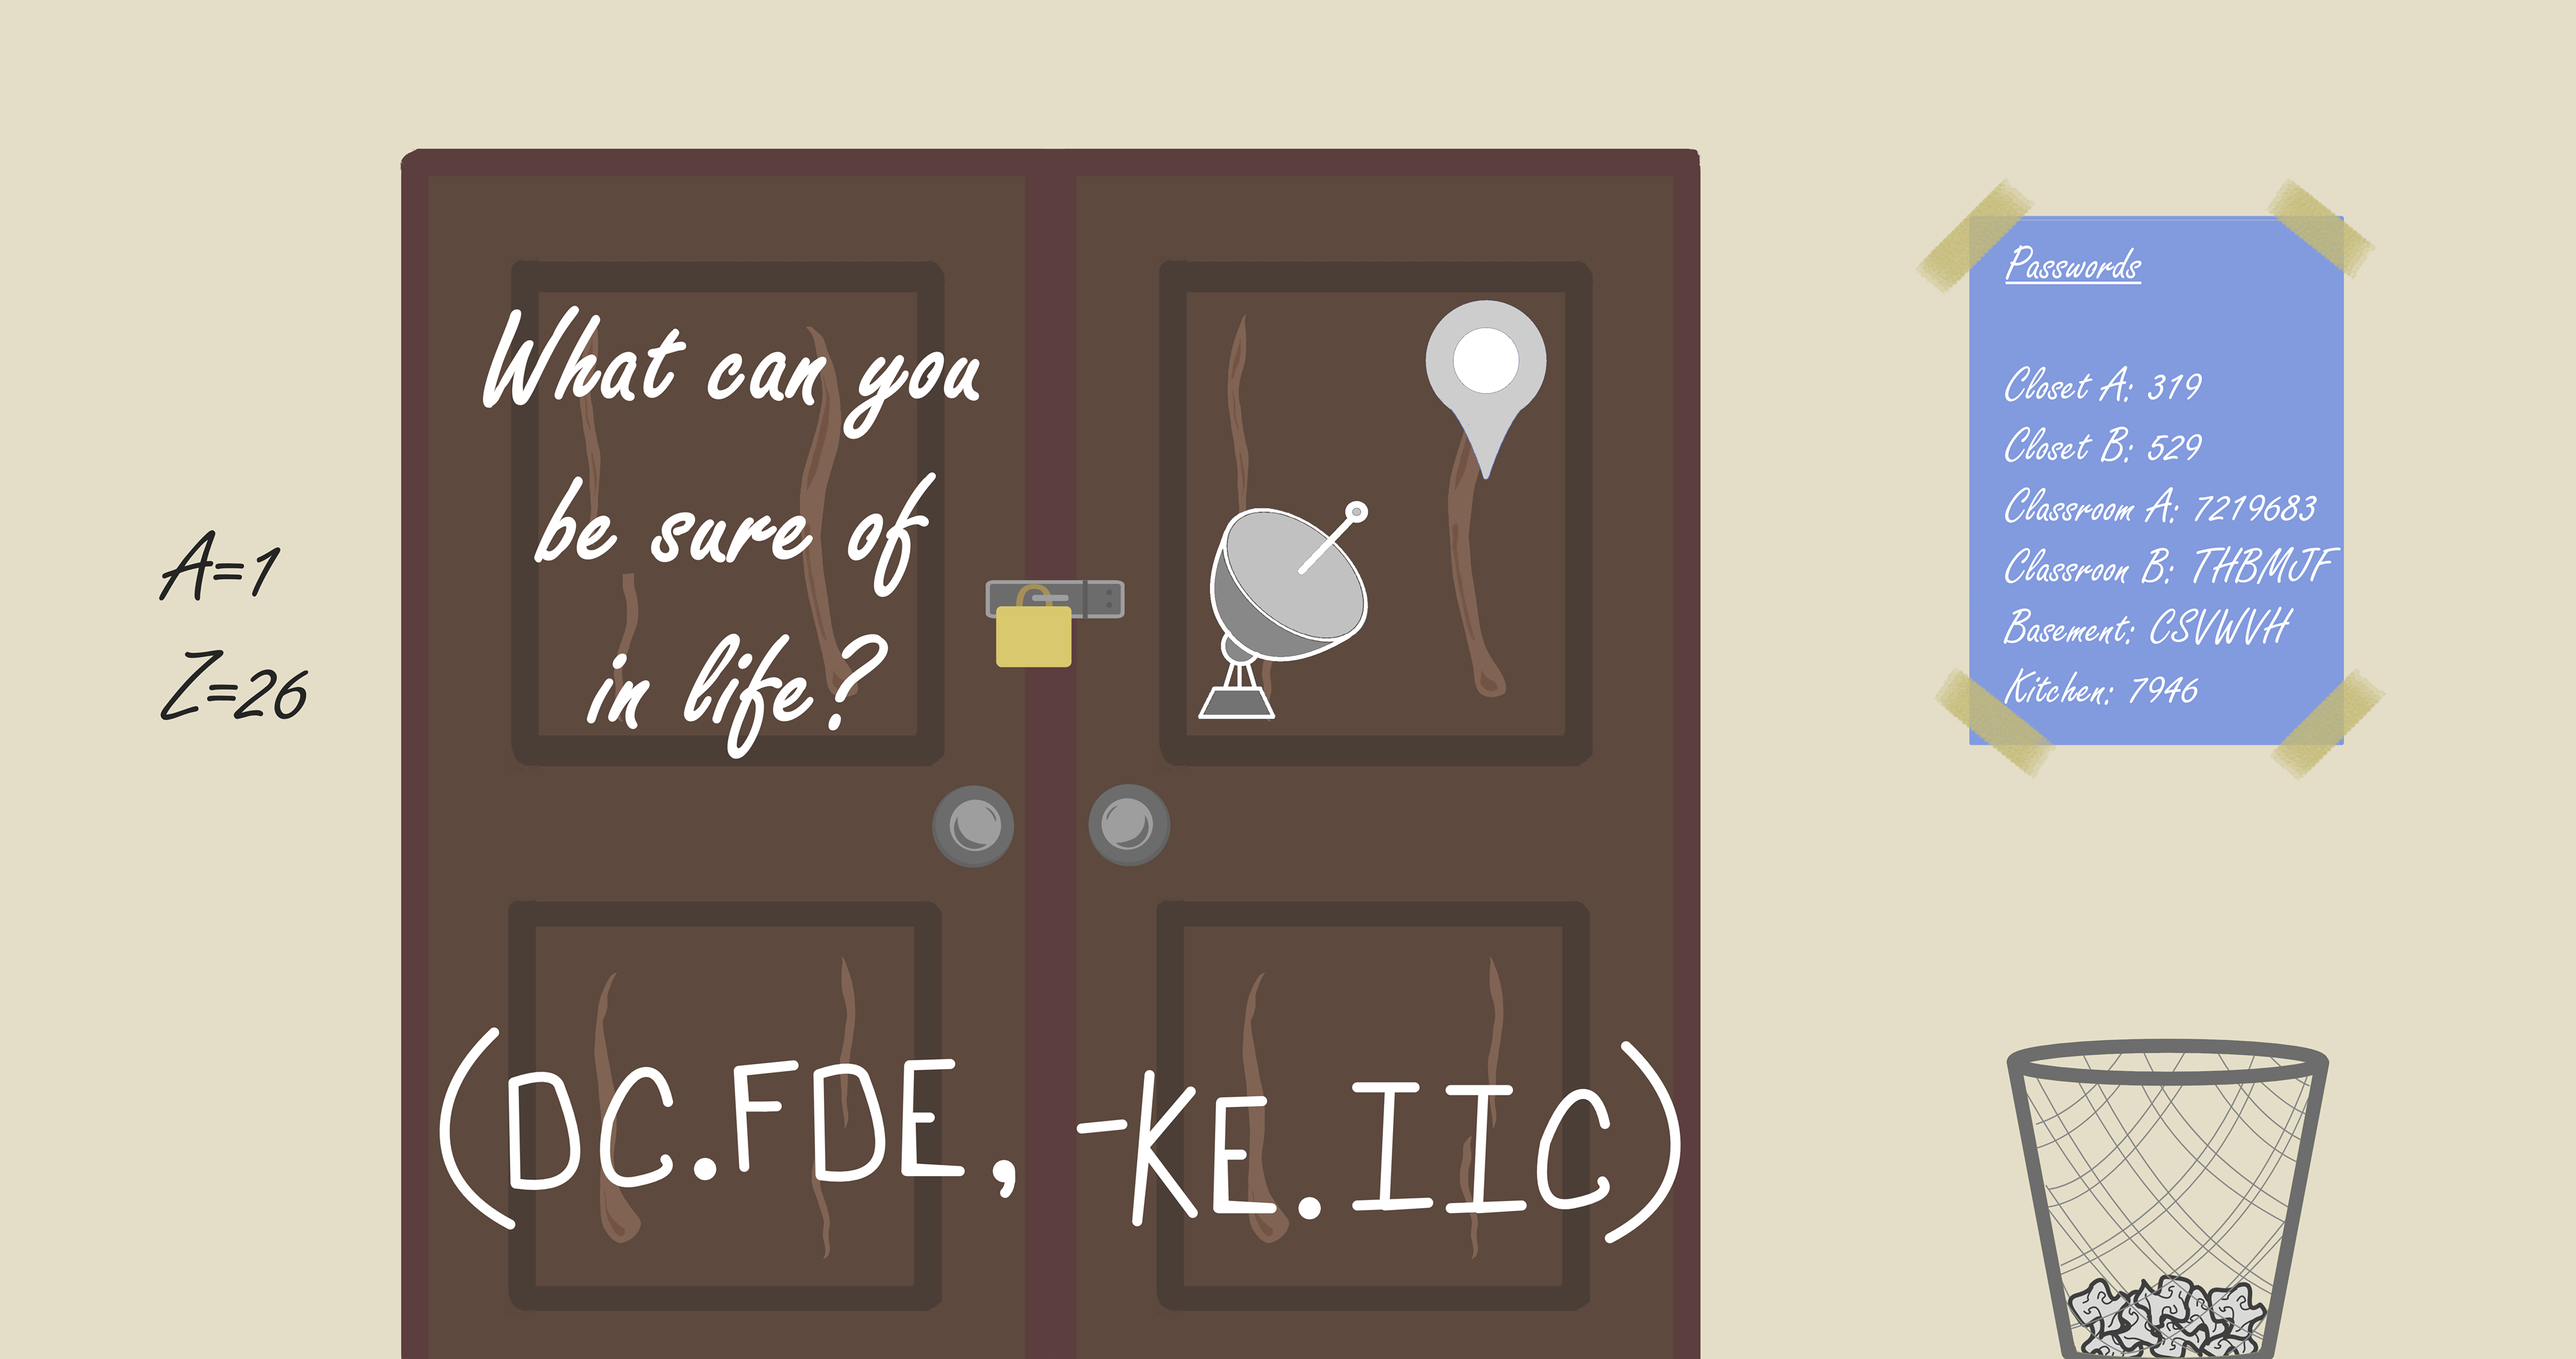 What can you
be sure of
in life?
A=1
Z=26
(DC.FDE, -KE.IIC)
Passwords
Closet A: 319
Closet B: 529
Classroom A: 7219683
Classroon B: THBMJF
Basement: CSVWVH
Kitchen: 7946